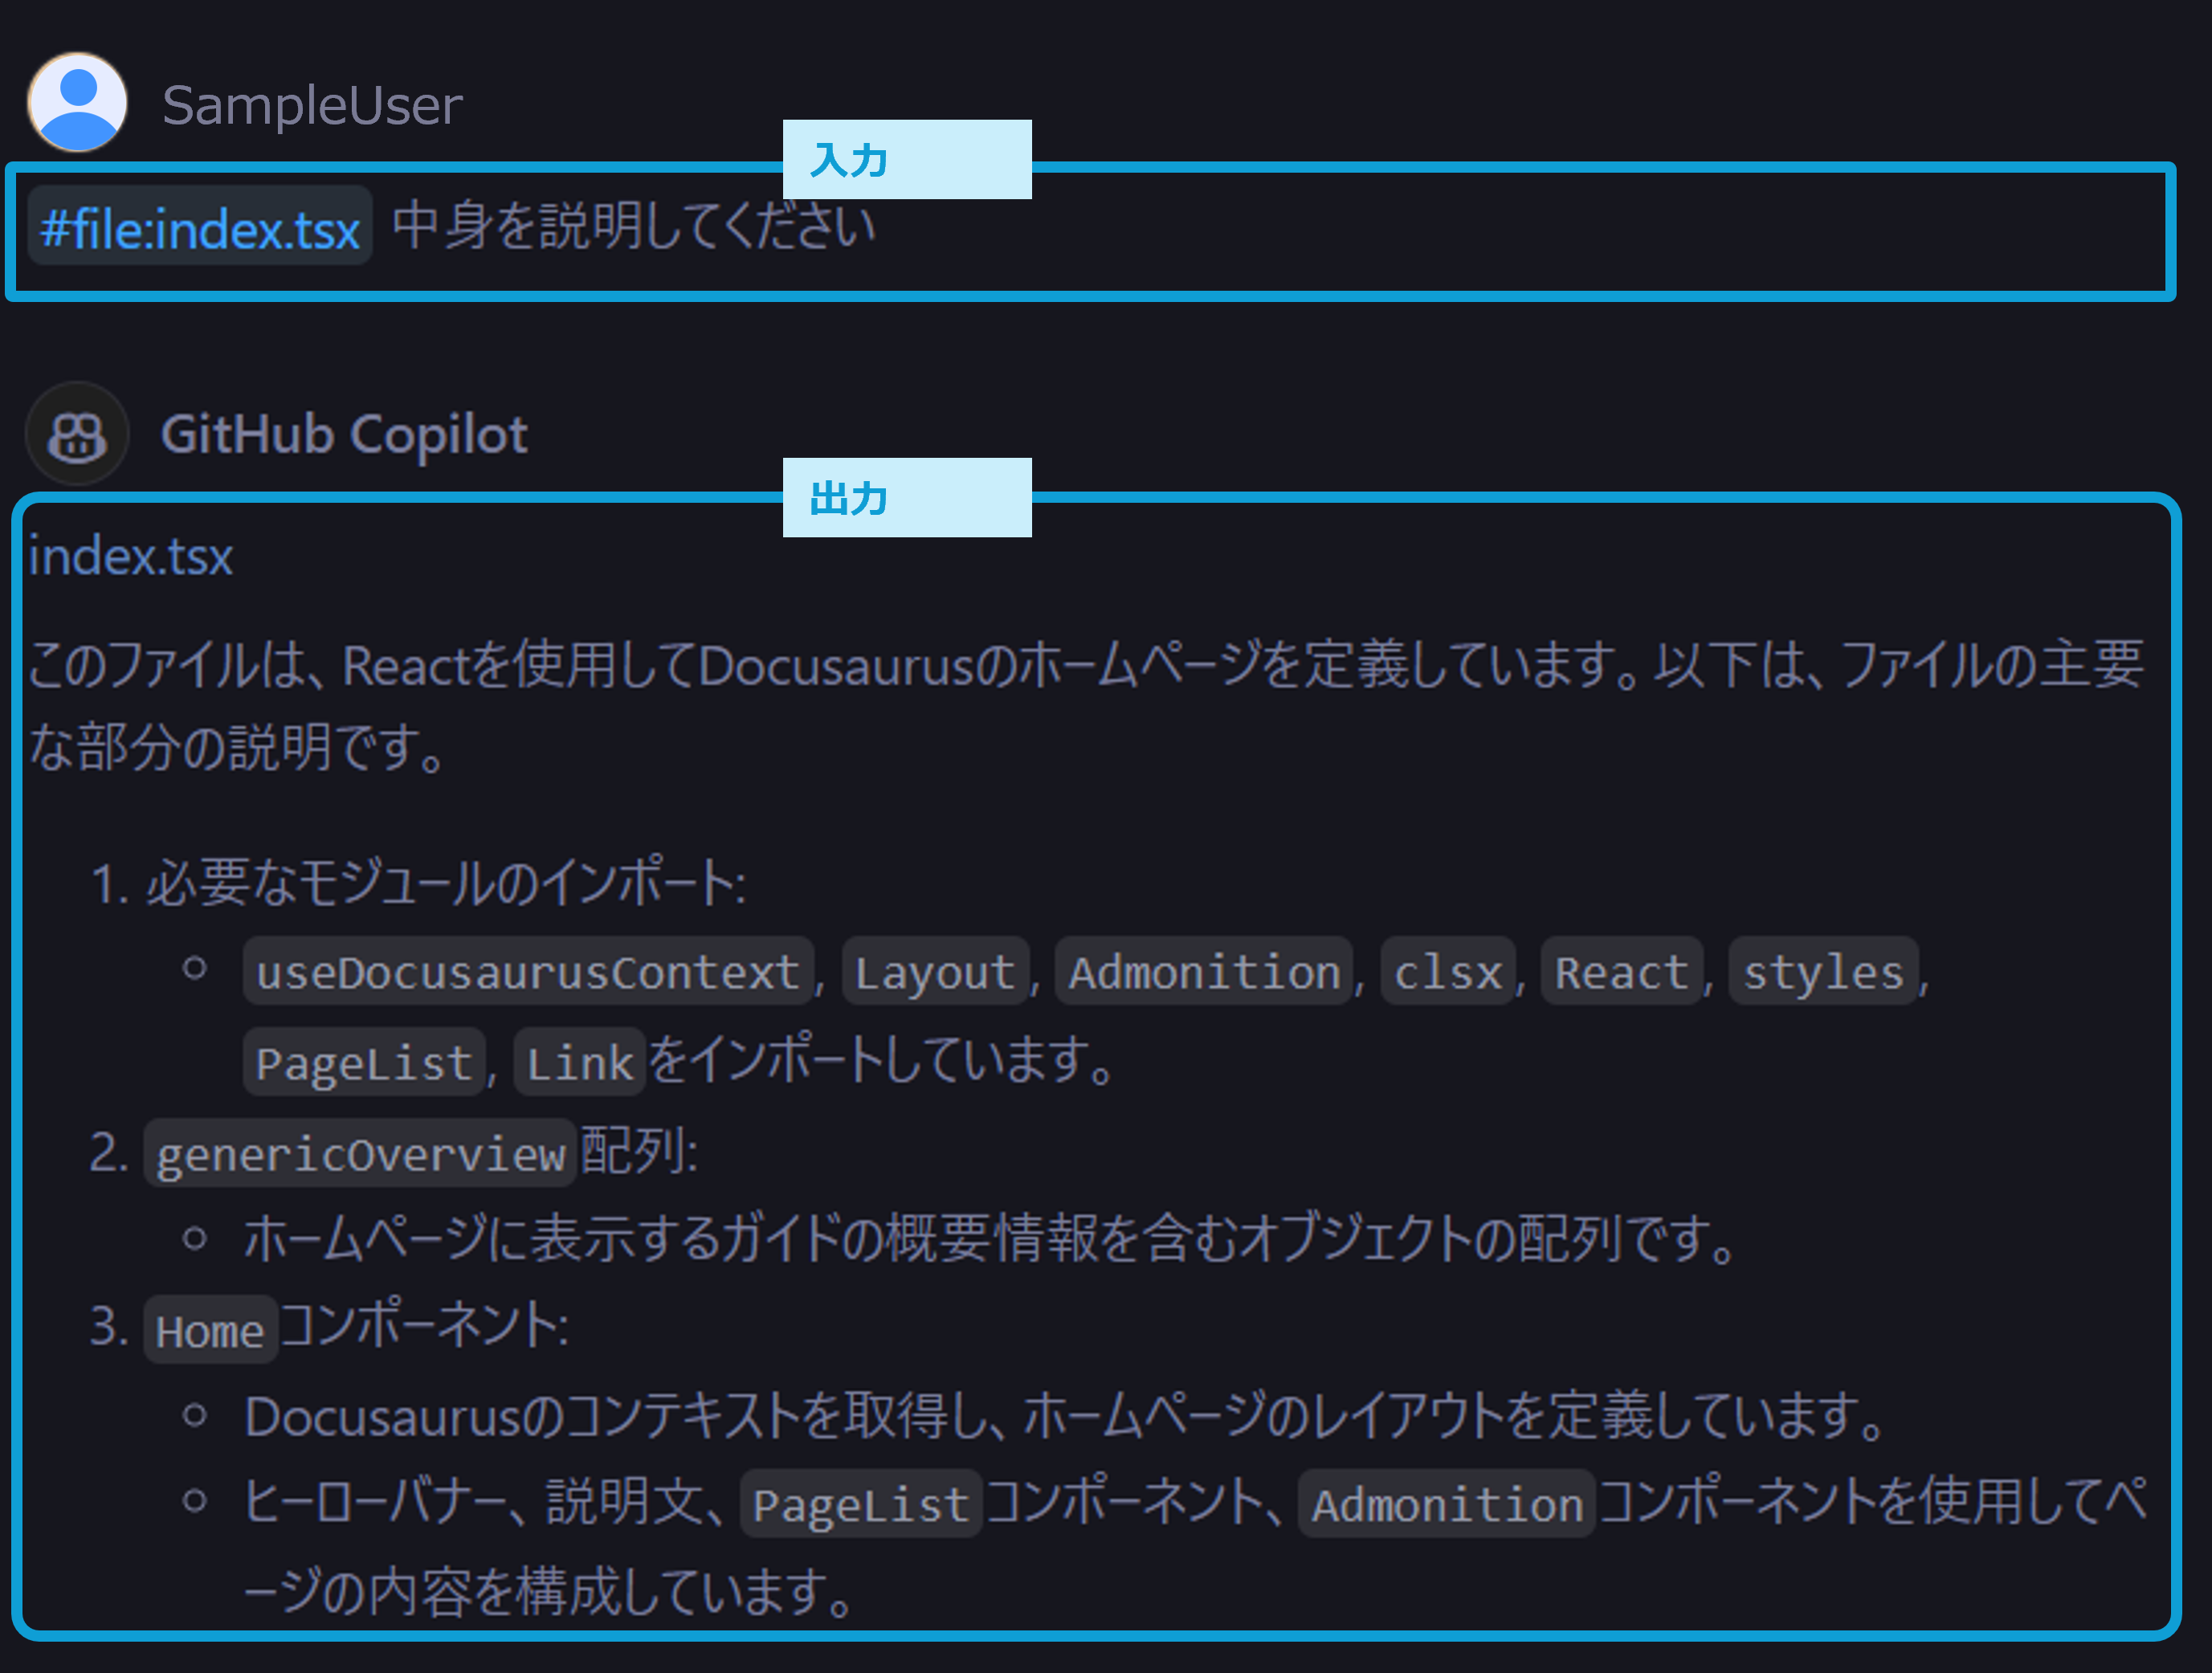 SampleUser
入力
#file:index.tsx 中身を説明してください
GitHub Copilot
出力
index.tsx
このファイルは、Reactを使用してDocusaurusのホームページを定義しています。以下は、ファイルの主要
な部分の説明です。
1. 必要なモジュールのインポート:
○ useDocusaurusContext, Layout, Admonition, clsx, React, styles,
PageList, Linkをインポートしています。
2. genericOverview配列:
○ ホームページに表示するガイドの概要情報を含むオブジェクトの配列です。
3. Homeコンポーネント:
○ Docusaurusのコンテキストを取得し、ホームページのレイアウトを定義しています。
○ ヒーローバナー、説明文、PageListコンポーネント、Admonitionコンポーネントを使用してペ
ージの内容を構成しています。